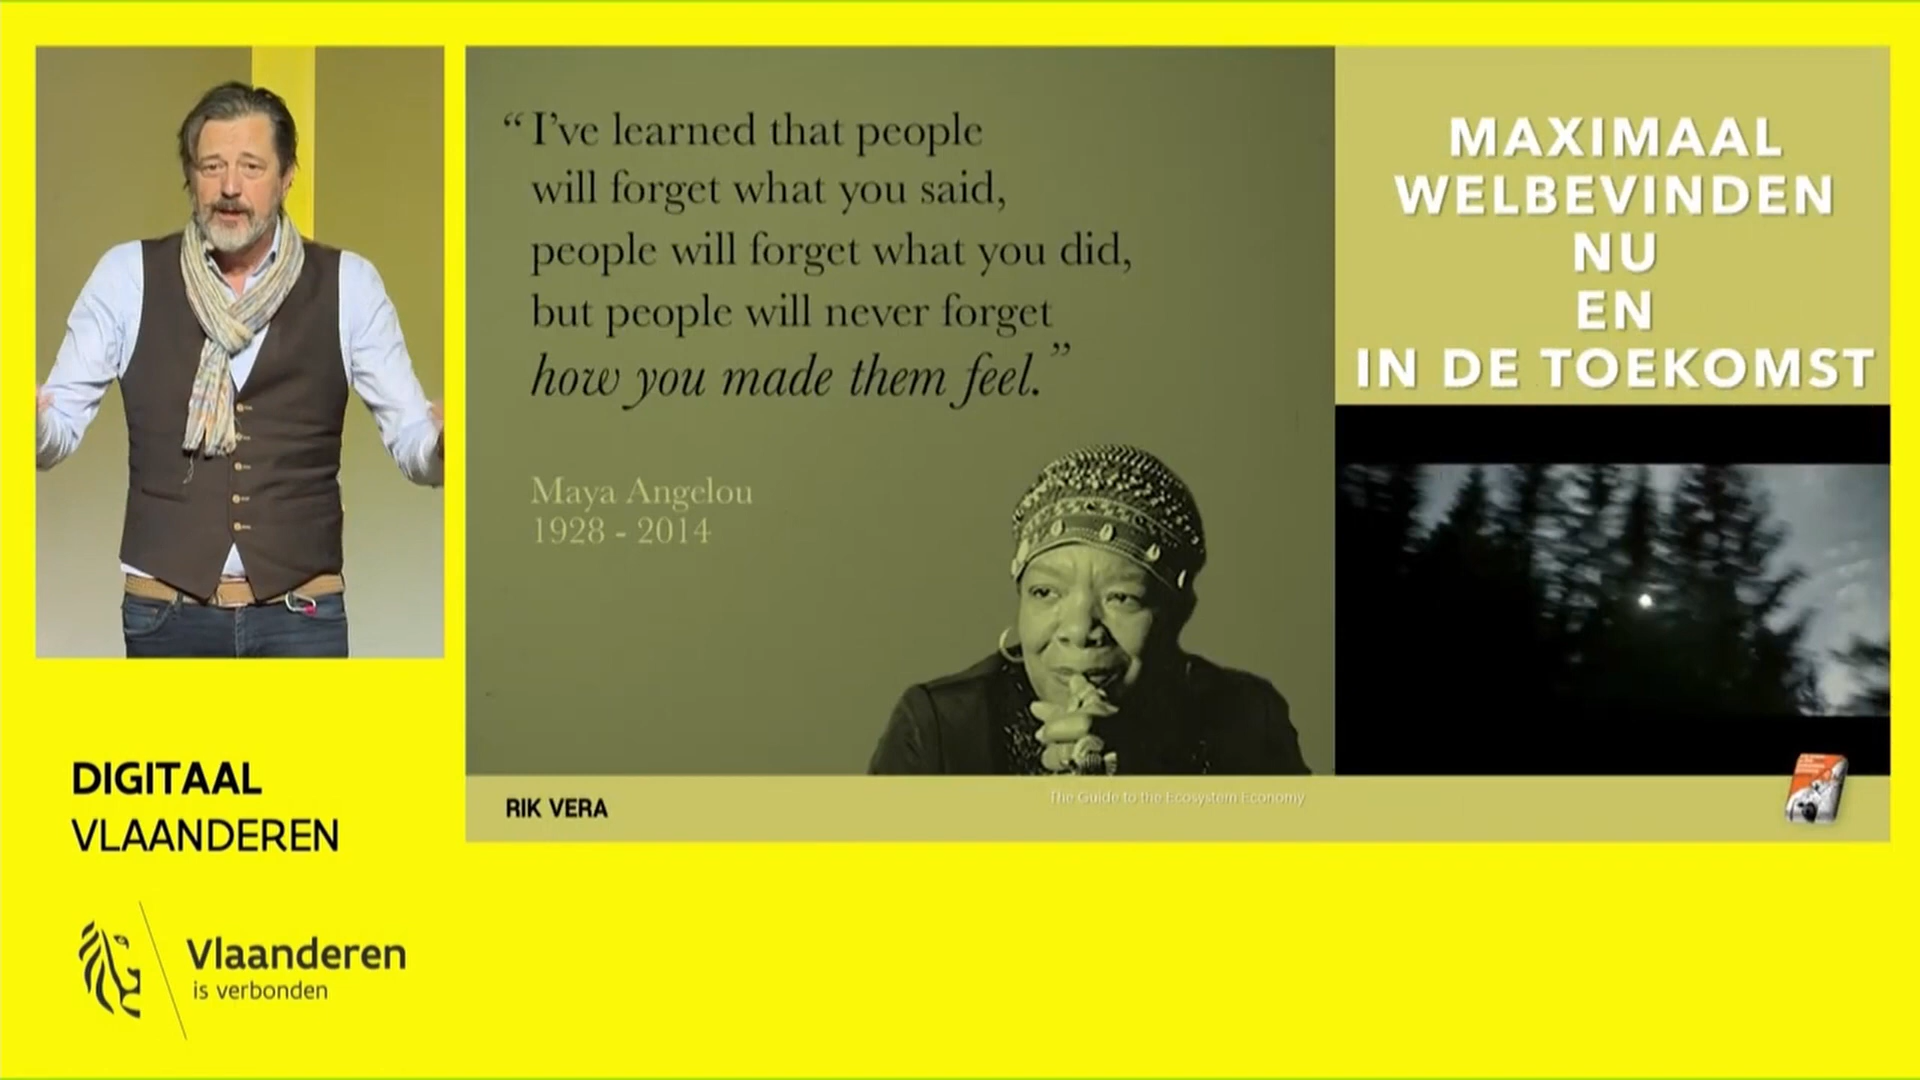 “ I’ve learned that people
will forget what you said,
people will forget what you did,
but people will never forget
how you made them feel.”
Maya Angelou
1928 - 2014
MAXIMAAL
WELBEVINDEN
NU
EN
IN DE TOEKOMST
RIK VERA
The Guide to the Ecosystem Economy
DIGITAAL
VLAANDEREN
Vlaanderen
is verbonden